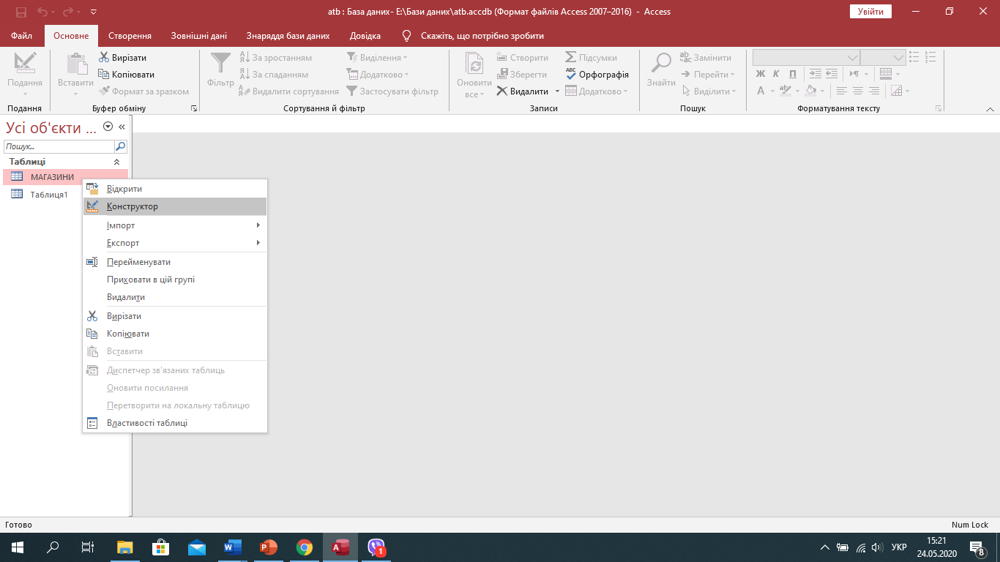 atb : База даних- E:\Бази даних\atb.accdb (Формат файлів Access 2007–2016) - Access
Увійти
Файл Основне Створення Зовнішні дані Знаряддя бази даних Довідка Скажіть, що потрібно зробити
Подання
Подання
Вставити
Вирізати
Копіювати
Формат за зразком
Буфер обміну
Фільтр
За зростанням
За спаданням
Видалити сортування
Виділення
Додатково
Застосувати фільтр
Сортування й фільтр
Оновити
все
Створити
Зберегти
Видалити
Підсумки
Орфографія
Додатково
Записи
Знайти
Замінити
Перейти
Виділити
Пошук
Ж К П
А
Форматування тексту
Усі об'єкти ...
Пошук...
Таблиці
МАГАЗИНИ
Таблиця1
Відкрити
Конструктор
Імпорт
Експорт
Перейменувати
Приховати в цій групі
Видалити
Вирізати
Копіювати
Вставити
Диспетчер зв'язаних таблиць
Оновити посилання
Перетворити на локальну таблицю
Властивості таблиці
Готово
Num Lock
УКР
15:21
24.05.2020
8
1